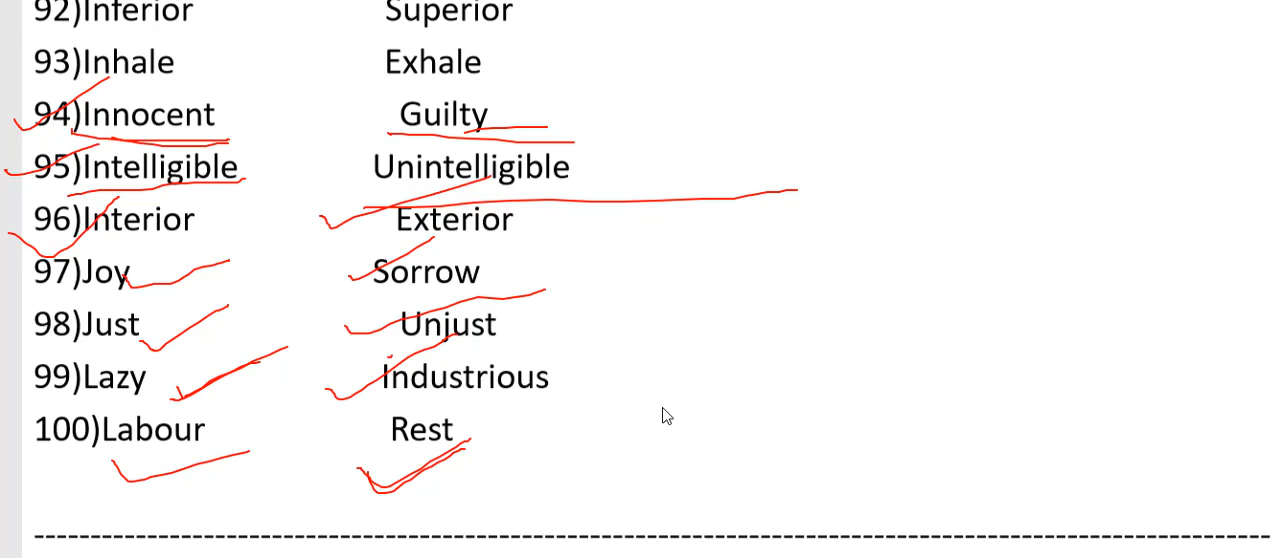 92)Inferior Superior
93)Inhale Exhale
94)Innocent Guilty
95)Intelligible Unintelligible
96)Interior Exterior
97)Joy Sorrow
98)Just Unjust
99)Lazy Industrious
100)Labour Rest
--------------------------------------------------------------------------------------------------------